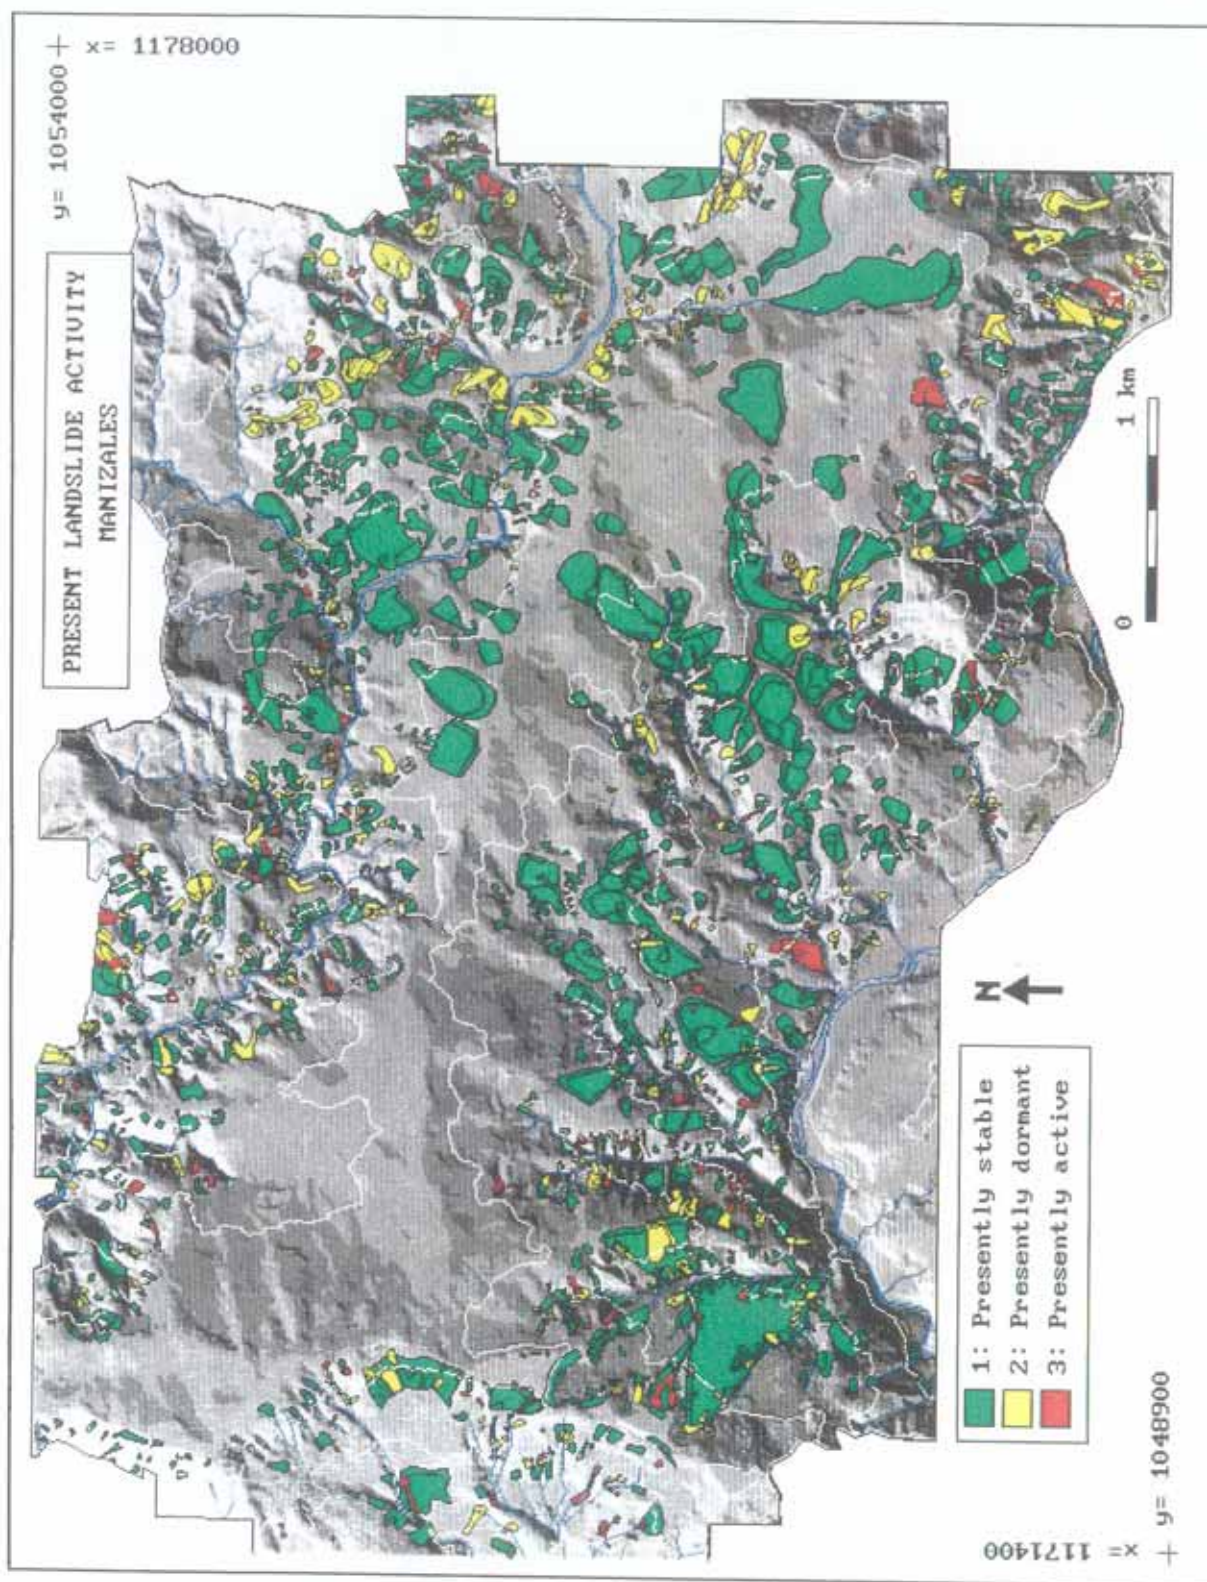 PRESENT LANDSLIDE ACTIVITY
MANIZALES
y= 1054000
x= 1178000
0 1 km
N
1: Presently stable
2: Presently dormant
3: Presently active
x= 1171400
y= 1048900